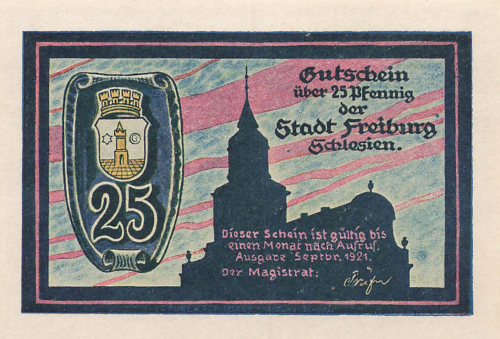 Gutschein
über 25 Pfennig
der
Stadt Freiburg
Schlesien.
25
Dieser Schein ist gültig bis
einen Monat nach Aufruf.
Ausgabe Septbr. 1921.
Der Magistrat: